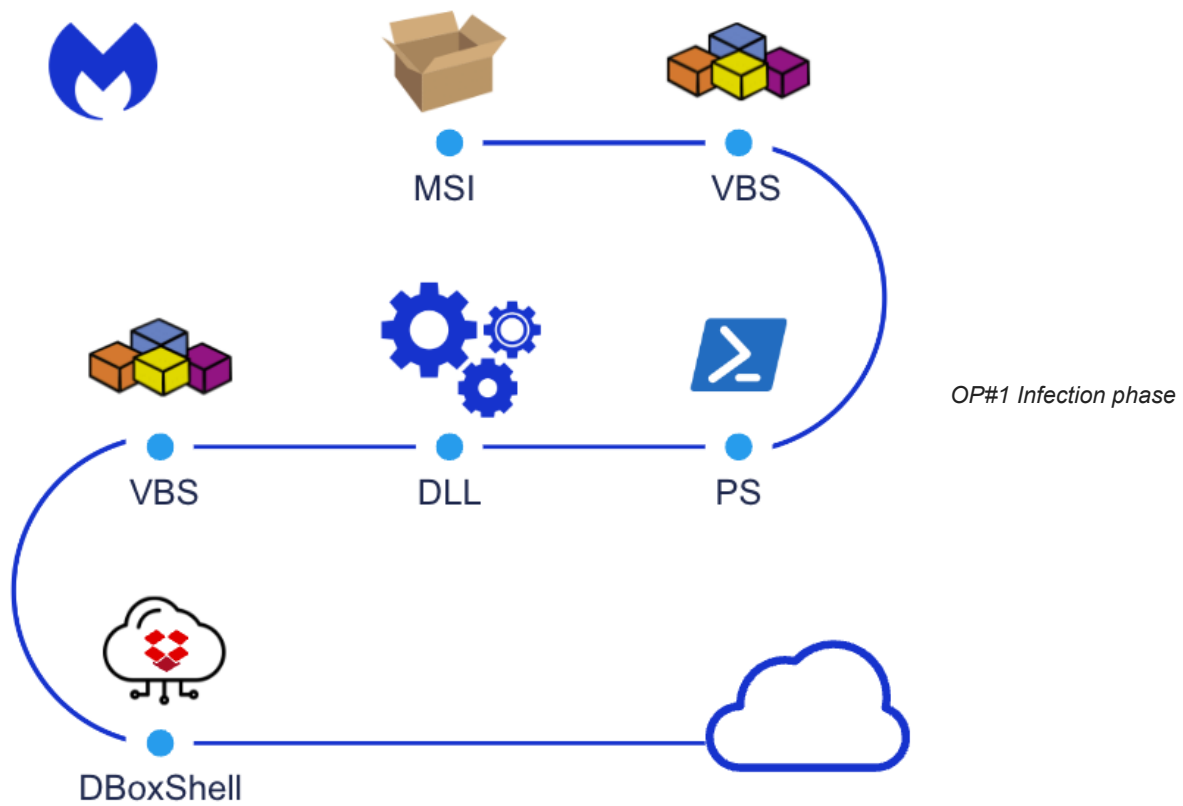 MSI
VBS
OP#1 Infection phase
VBS
DLL
PS
DBoxShell